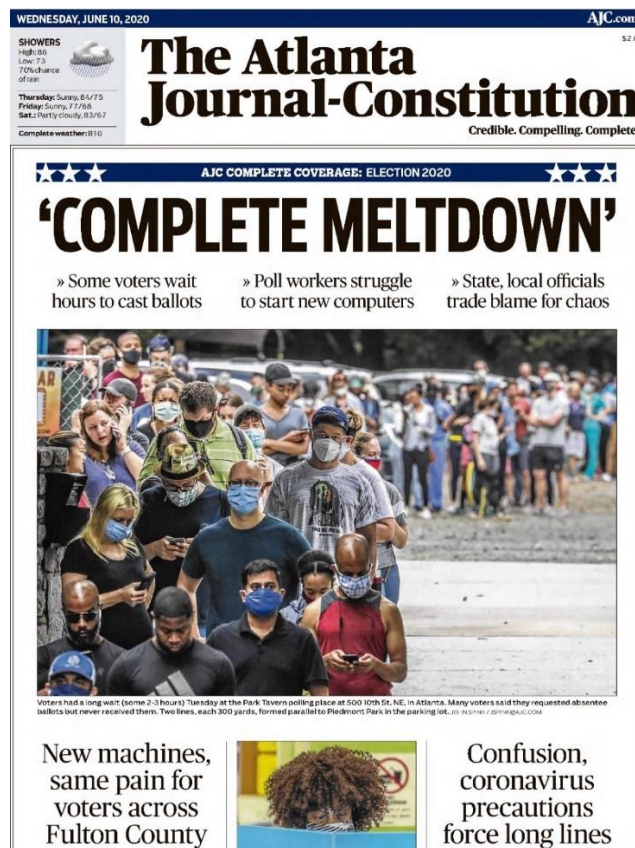 WEDNESDAY, JUNE 10, 2020
AJC.com
SHOWERS
High: 86
Low: 73
70% chance
of rain
Thursday: Sunny, 84/75
Friday: Sunny, 77/68
Sat.: Partly cloudy, 83/67
Complete weather: B10
The Atlanta
Journal-Constitution
Credible. Compelling. Complete
AJC COMPLETE COVERAGE: ELECTION 2020
‘COMPLETE MELTDOWN’
» Some voters wait
hours to cast ballots
» Poll workers struggle
to start new computers
» State, local officials
trade blame for chaos
Voters had a long wait (some 2-3 hours) Tuesday at the Park Tavern polling place at 500 10th St. NE, in Atlanta. Many voters said they requested absentee
ballots but never received them. Two lines, each 300 yards, formed parallel to Piedmont Park in the parking lot. JOHN SPINK / JSPINK@AJC.COM
New machines,
same pain for
voters across
Fulton County
Confusion,
coronavirus
precautions
force long lines